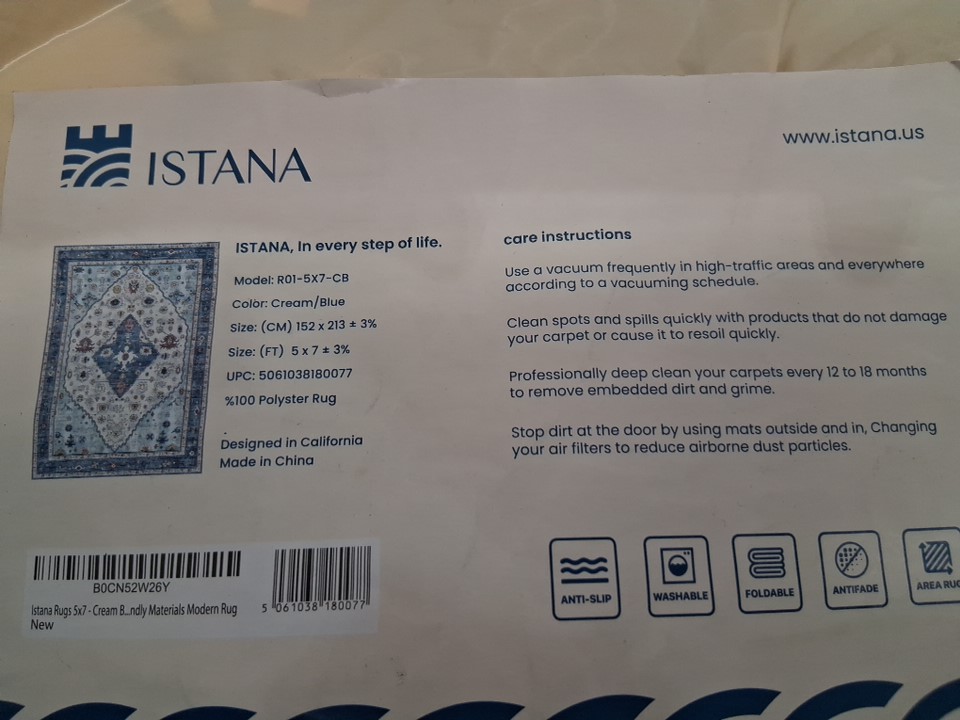 ISTANA
www.istana.us
ISTANA, In every step of life.
Model: R01-5X7-CB
Color: Cream/Blue
Size: (CM) 152 x 213 ± 3%
Size: (FT) 5 x 7 ± 3%
UPC: 5061038180077
%100 Polyster Rug
Designed in California
Made in China
care instructions
Use a vacuum frequently in high-traffic areas and everywhere
according to a vacuuming schedule.
Clean spots and spills quickly with products that do not damage
your carpet or cause it to resoil quickly.
Professionally deep clean your carpets every 12 to 18 months
to remove embedded dirt and grime.
Stop dirt at the door by using mats outside and in, Changing
your air filters to reduce airborne dust particles.
B0CN52W26Y
Istana Rugs 5x7 - Cream B...ndly Materials Modern Rug
New
5 061038 180077
ANTI-SLIP
WASHABLE
FOLDABLE
ANTIFADE
AREA RUG